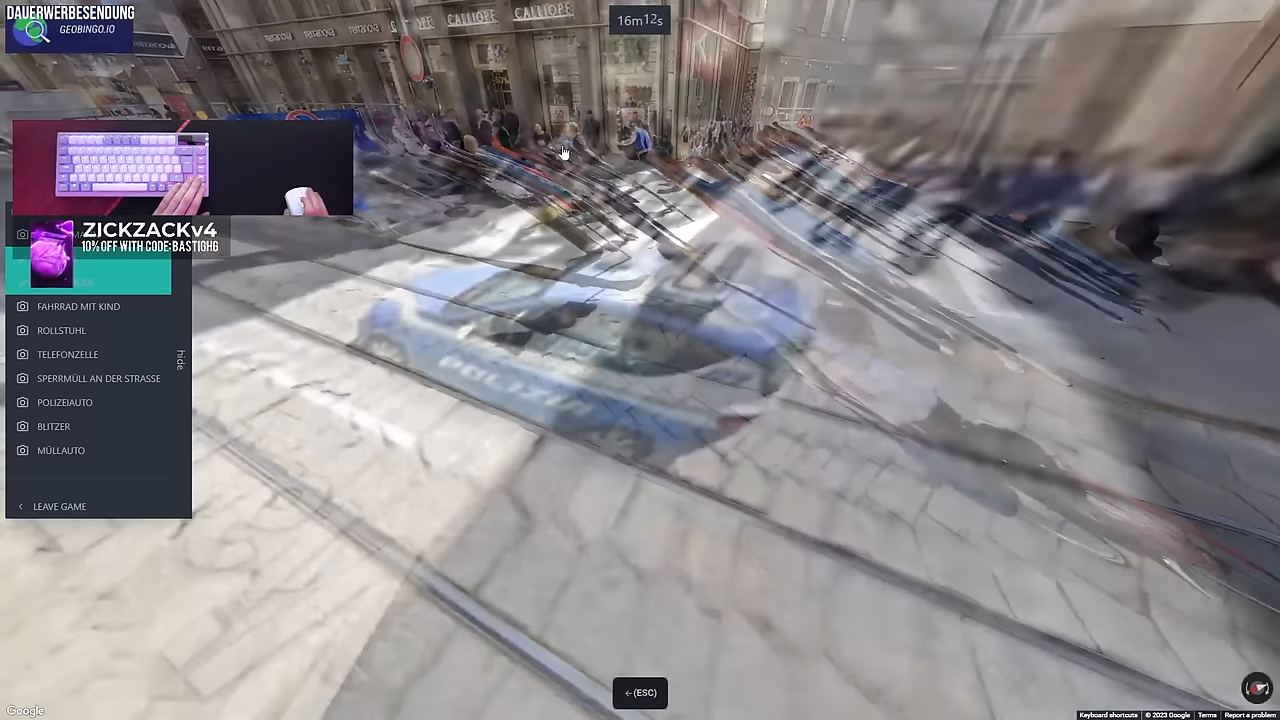 DAUERWERBESENDUNG
GEOBINGO.IO
CALLIOPE
CALLIOPE
16m12s
terranova
ZICKZACKv4
10% OFF WITH CODE: BASTIGHG
FAHRRAD MIT KIND
ROLLSTUHL
TELEFONZELLE
SPERRMÜLL AN DER STRASSE
POLIZEIAUTO
BLITZER
MÜLLAUTO
hide
LEAVE GAME
POLIZIA
←(ESC)
Google
Keyboard shortcuts
© 2023 Google
Terms
Report a problem